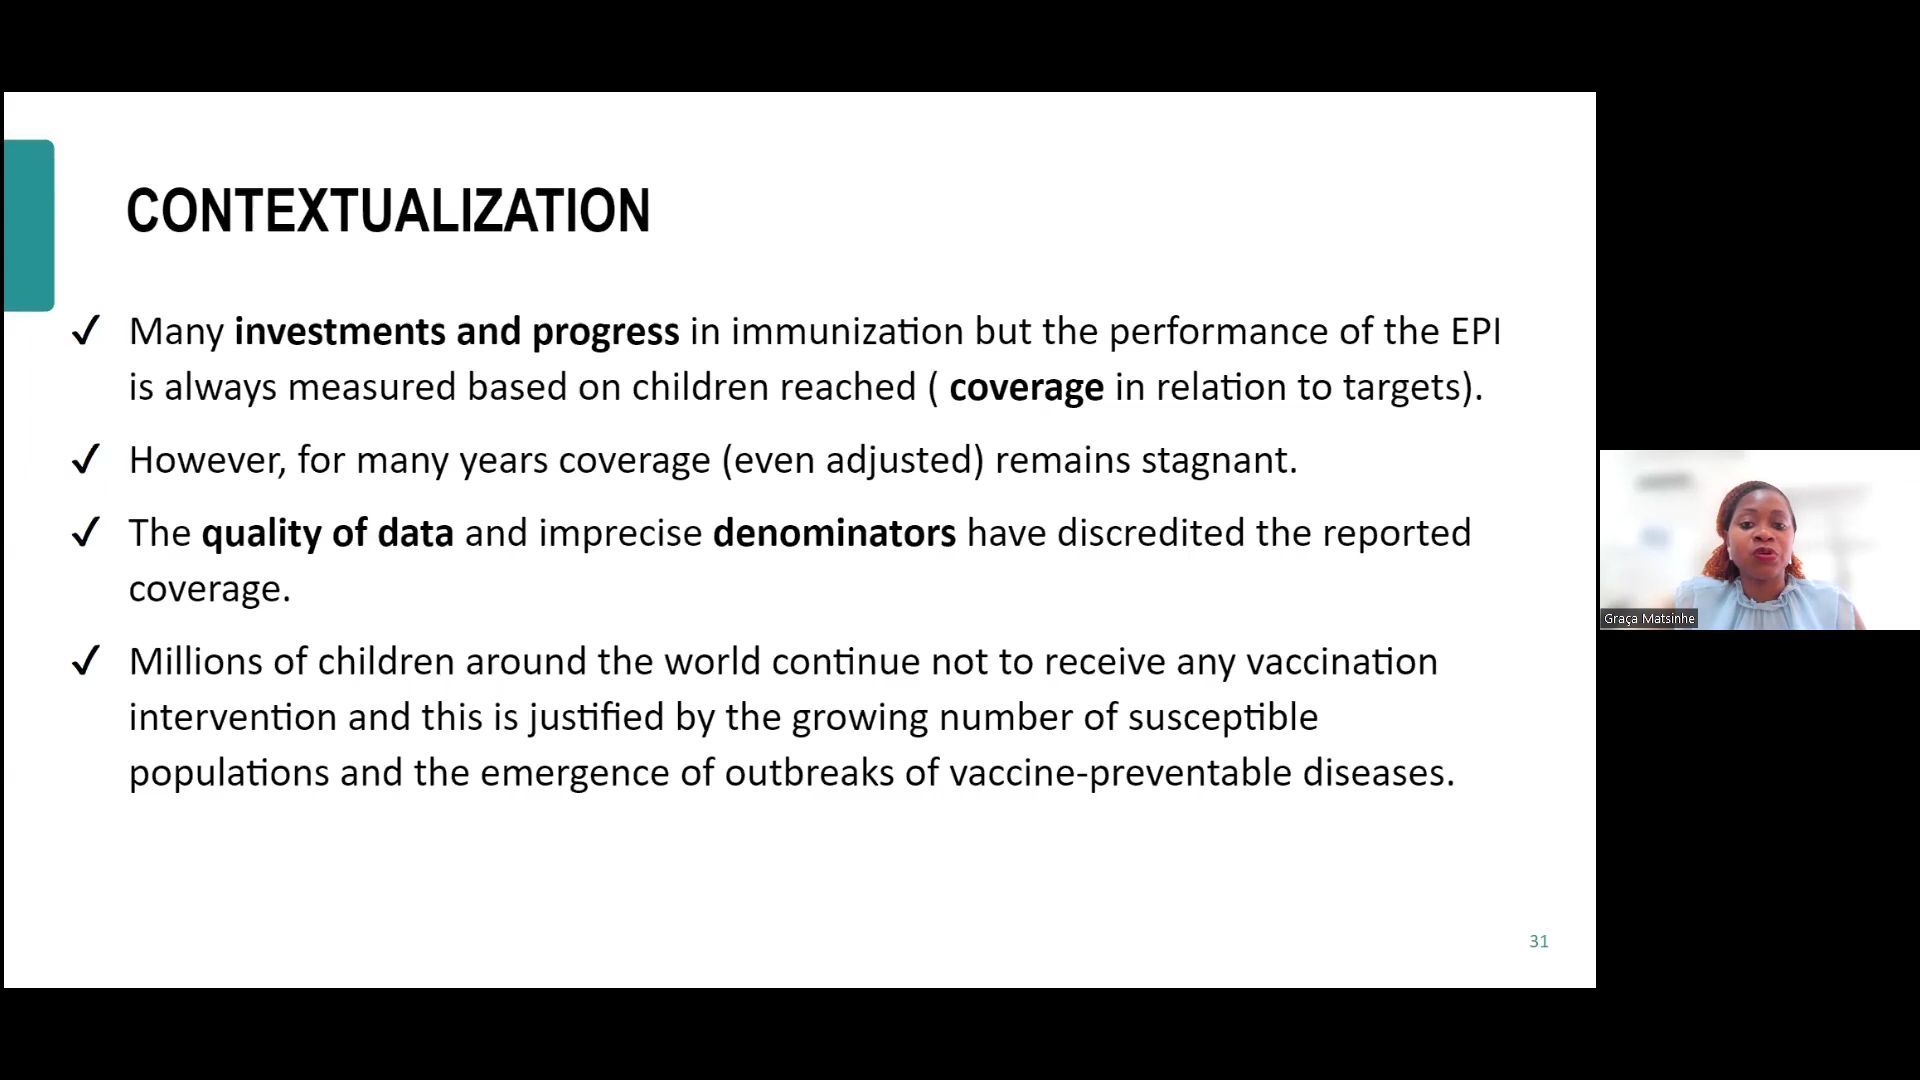 CONTEXTUALIZATION
✓ Many investments and progress in immunization but the performance of the EPI
is always measured based on children reached ( coverage in relation to targets).
✓ However, for many years coverage (even adjusted) remains stagnant.
✓ The quality of data and imprecise denominators have discredited the reported
coverage.
✓ Millions of children around the world continue not to receive any vaccination
intervention and this is justified by the growing number of susceptible
populations and the emergence of outbreaks of vaccine-preventable diseases.
31
Graça Matsinhe